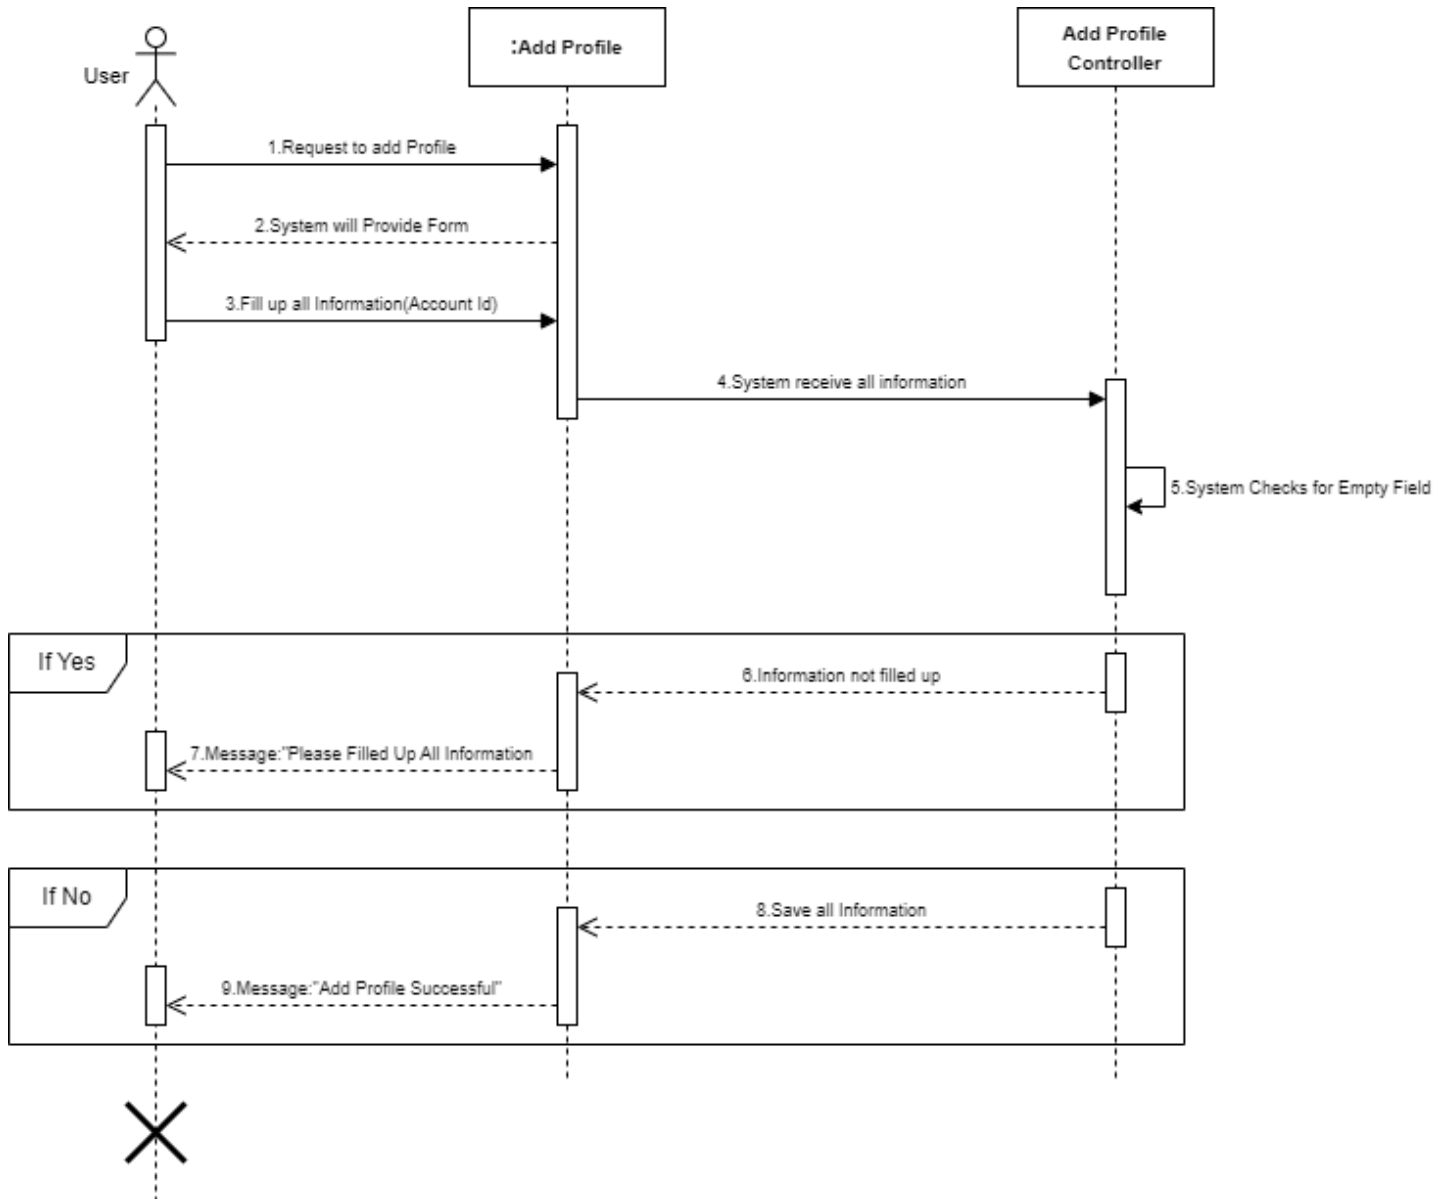 User
:Add Profile
Add Profile
Controller
1.Request to add Profile
2.System will Provide Form
3.Fill up all Information(Account Id)
4.System receive all information
5.System Checks for Empty Field
If Yes
6.Information not filled up
7.Message:"Please Filled Up All Information
If No
8.Save all Information
9.Message:"Add Profile Successful"